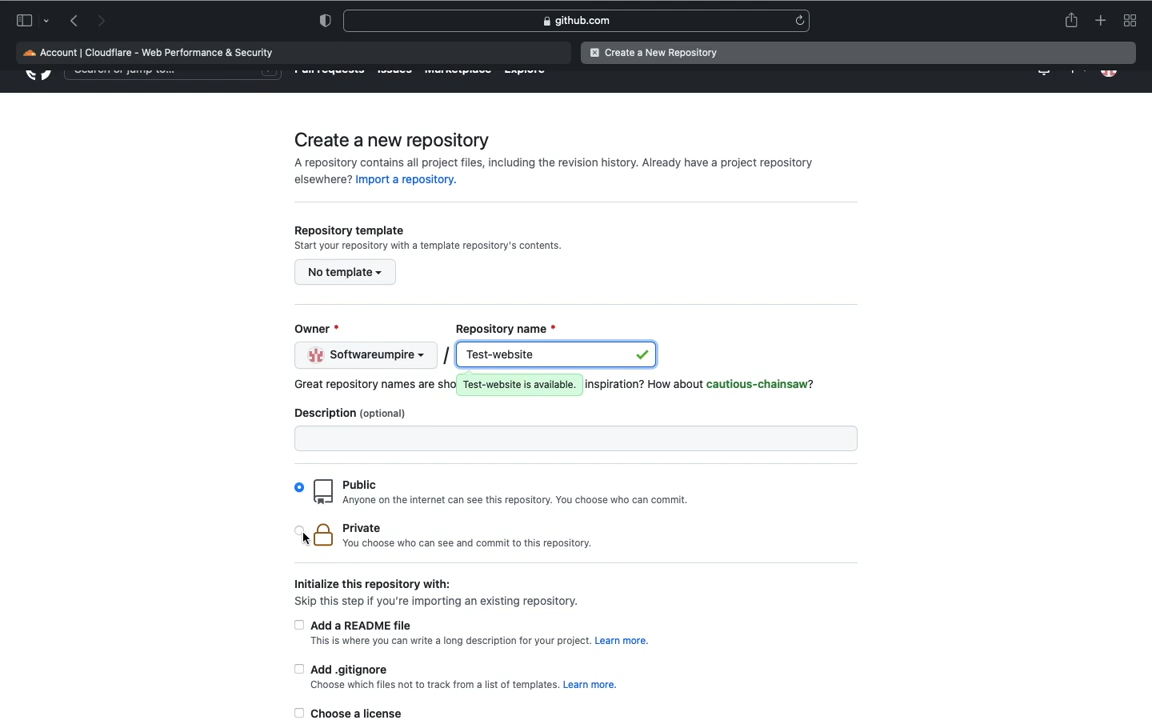 github.com
Account | Cloudflare - Web Performance & Security
Create a New Repository
Search or jump to...
Pull requests Issues Marketplace Explore
Create a new repository
A repository contains all project files, including the revision history. Already have a project repository
elsewhere? Import a repository.
Repository template
Start your repository with a template repository's contents.
No template
Owner * Repository name *
Softwareumpire / Test-website
Great repository names are sho Test-website is available. inspiration? How about cautious-chainsaw?
Description (optional)
Public
Anyone on the internet can see this repository. You choose who can commit.
Private
You choose who can see and commit to this repository.
Initialize this repository with:
Skip this step if you're importing an existing repository.
Add a README file
This is where you can write a long description for your project. Learn more.
Add .gitignore
Choose which files not to track from a list of templates. Learn more.
Choose a license